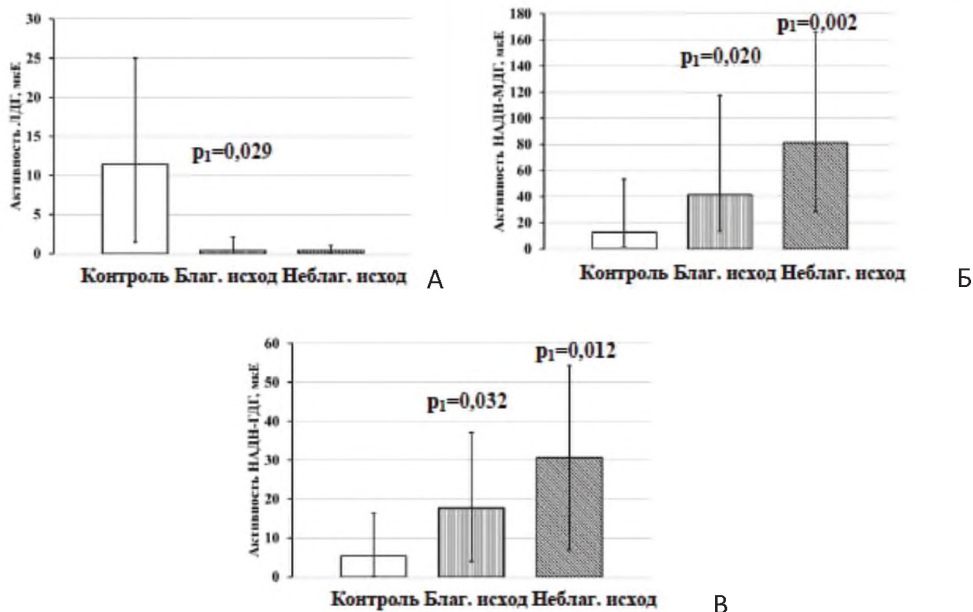 Активность ЛДГ, мкЕ
30
25
20
15
10
5
0
p1=0,029
Контроль Благ. исход Неблаг. исход
А
Активность НАДН-МДГ, мкЕ
180
160
140
120
100
80
60
40
20
0
p1=0,020
p1=0,002
Контроль Благ. исход Неблаг. исход
Б
Активность НАДН-ГДГ, мкЕ
60
50
40
30
20
10
0
p1=0,032
p1=0,012
Контроль Благ. исход Неблаг. исход
В